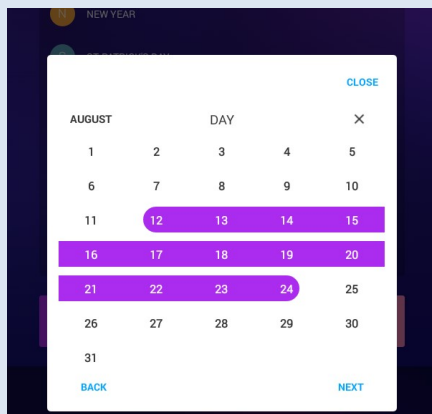 N NEW YEAR
CLOSE
AUGUST DAY ×
1 2 3 4 5
6 7 8 9 10
11 12 13 14 15
16 17 18 19 20
21 22 23 24 25
26 27 28 29 30
31
BACK NEXT